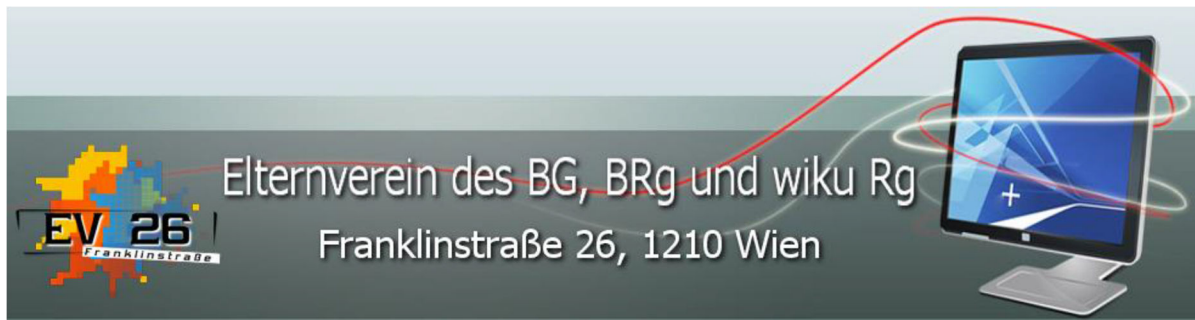 Elternverein des BG, BRg und wiku Rg
Franklinstraße 26, 1210 Wien
EV 26
Franklinstraße